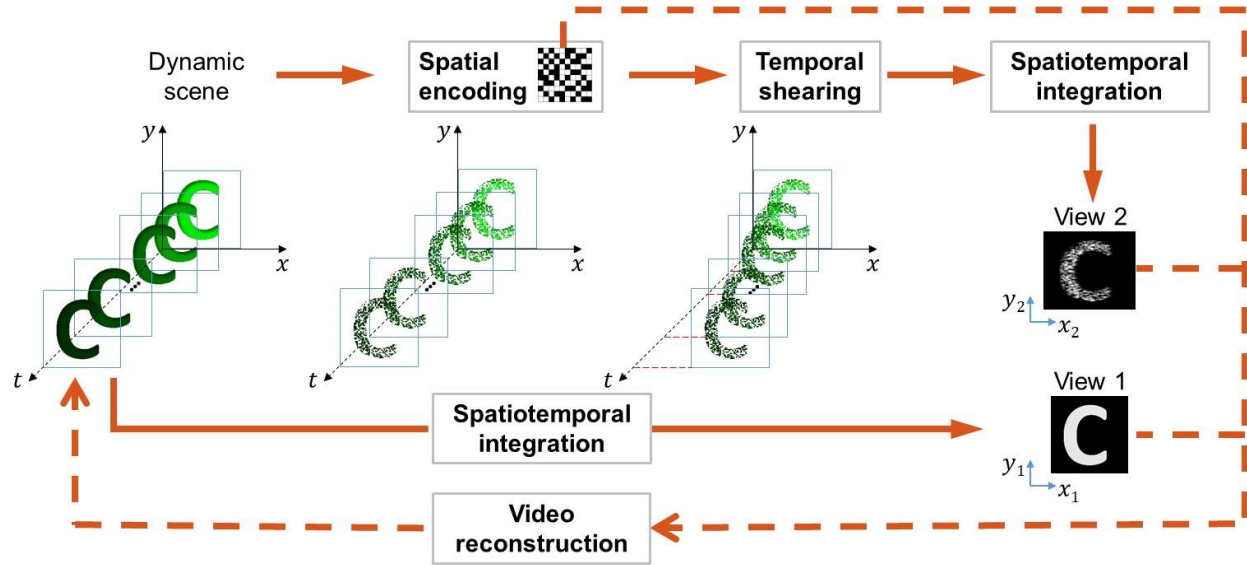 Dynamic
scene
Spatial
encoding
Temporal
shearing
Spatiotemporal
integration
y
x
t
y
x
t
y
x
t
C
C
C
C
C
View 2
C
y₂
x₂
View 1
C
y₁
x₁
Spatiotemporal
integration
Video
reconstruction